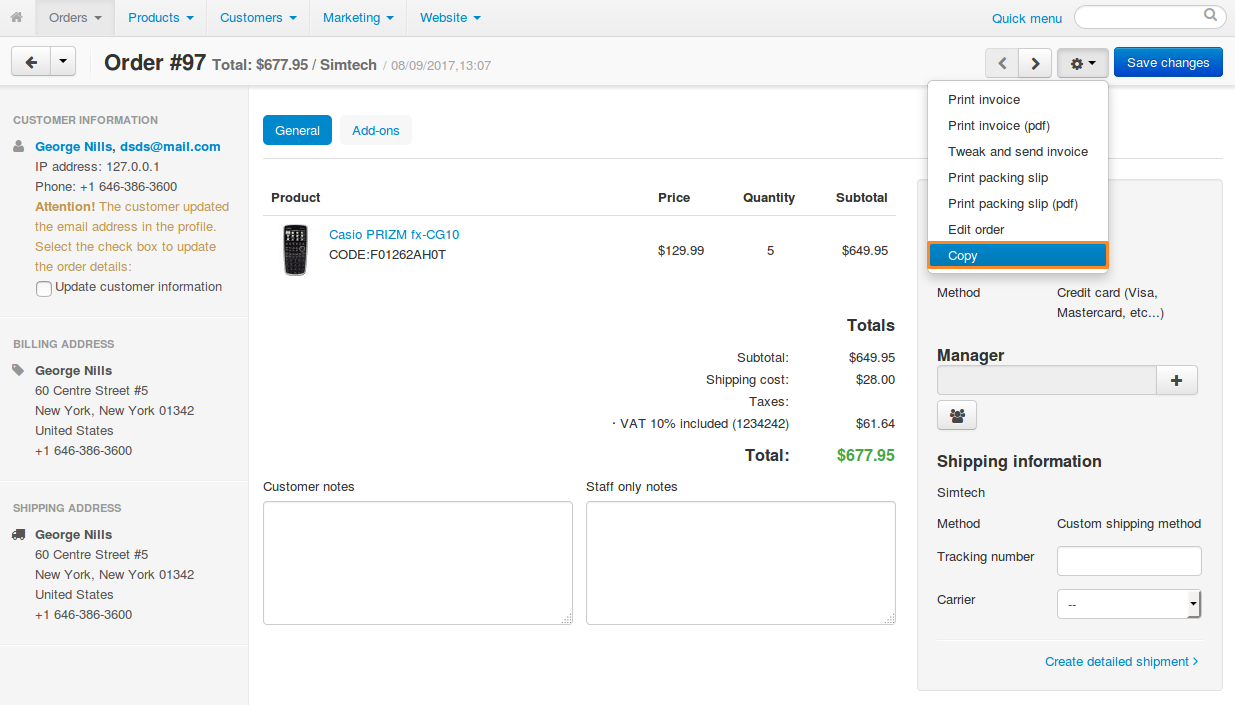 Orders Products Customers Marketing Website Quick menu
Order #97 Total: $677.95 / Simtech / 08/09/2017,13:07 Save changes
Print invoice
Print invoice (pdf)
Tweak and send invoice
Print packing slip
Print packing slip (pdf)
Edit order
Copy
CUSTOMER INFORMATION
George Nills, dsds@mail.com
IP address: 127.0.0.1
Phone: +1 646-386-3600
Attention! The customer updated
the email address in the profile.
Select the check box to update
the order details:
Update customer information
BILLING ADDRESS
George Nills
60 Centre Street #5
New York, New York 01342
United States
+1 646-386-3600
SHIPPING ADDRESS
George Nills
60 Centre Street #5
New York, New York 01342
United States
+1 646-386-3600
General Add-ons
Product Price Quantity Subtotal
Casio PRIZM fx-CG10
CODE:F01262AH0T
$129.99 5 $649.95
Totals
Subtotal: $649.95
Shipping cost: $28.00
Taxes:
· VAT 10% included (1234242) $61.64
Total: $677.95
Customer notes Staff only notes
Method Credit card (Visa,
Mastercard, etc...)
Manager
Shipping information
Simtech
Method Custom shipping method
Tracking number
Carrier --
Create detailed shipment